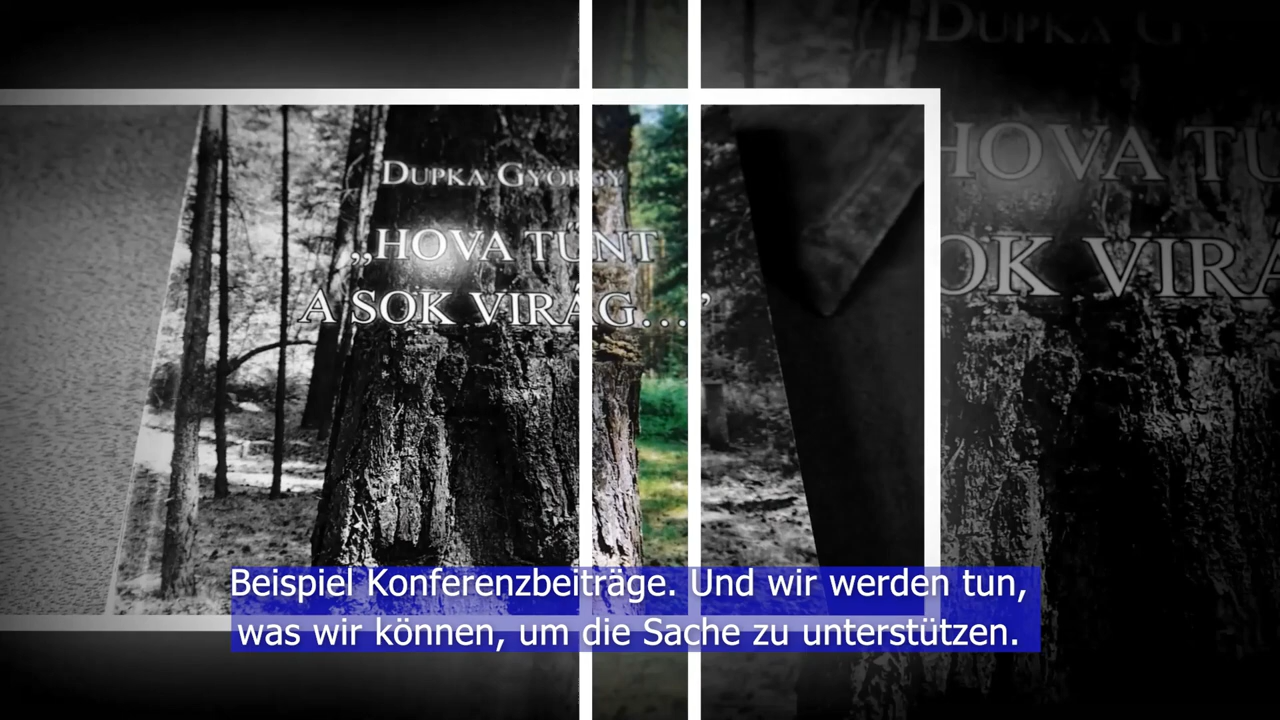 DUPKA GY
DUPKA GYÖRGY
„HOVA TŰNT
A SOK VIRÁG…”
HOVA TŰ
OK VIRÁ
Beispiel Konferenzbeiträge. Und wir werden tun,
was wir können, um die Sache zu unterstützen.